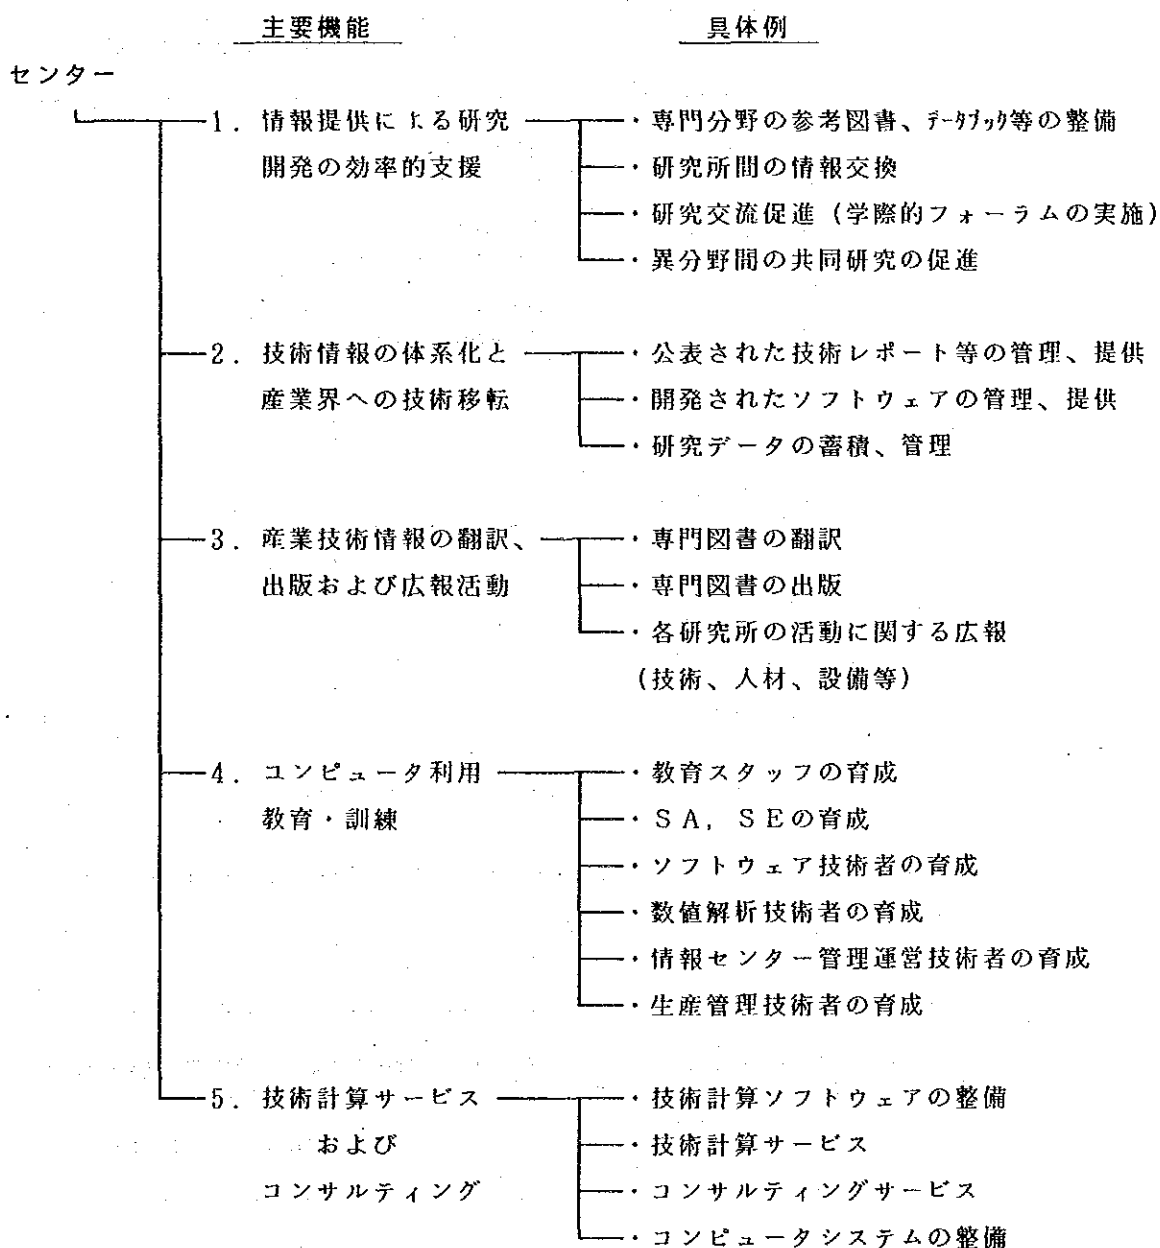 主要機能 具体例
センター
1. 情報提供による研究 ・専門分野の参考図書、データブック等の整備
開発の効率的支援 ・研究所間の情報交換
・研究交流促進(学際的フォーラムの実施)
・異分野間の共同研究の促進
2. 技術情報の体系化と ・公表された技術レポート等の管理、提供
産業界への技術移転 ・開発されたソフトウェアの管理、提供
・研究データの蓄積、管理
3. 産業技術情報の翻訳、 ・専門図書の翻訳
出版および広報活動 ・専門図書の出版
・各研究所の活動に関する広報
(技術、人材、設備等)
4. コンピュータ利用 ・教育スタッフの育成
教育・訓練 ・SA, SEの育成
・ソフトウェア技術者の育成
・数値解析技術者の育成
・情報センター管理運営技術者の育成
・生産管理技術者の育成
5. 技術計算サービス ・技術計算ソフトウェアの整備
および ・技術計算サービス
コンサルティング ・コンサルティングサービス
・コンピュータシステムの整備